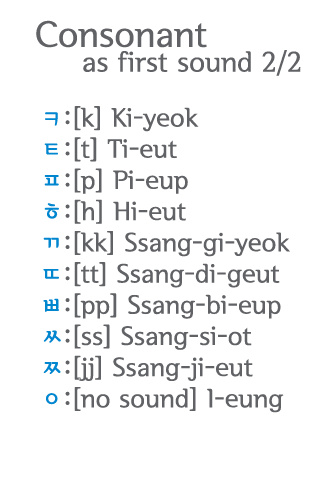 Consonant
as first sound 2/2
ㅋ:[k] Ki-yeok
ㅌ:[t] Ti-eut
ㅍ:[p] Pi-eup
ㅎ:[h] Hi-eut
ㄲ:[kk] Ssang-gi-yeok
ㄸ:[tt] Ssang-di-geut
ㅃ:[pp] Ssang-bi-eup
ㅆ:[ss] Ssang-si-ot
ㅉ:[jj] Ssang-ji-eut
ㅇ:[no sound] I-eung